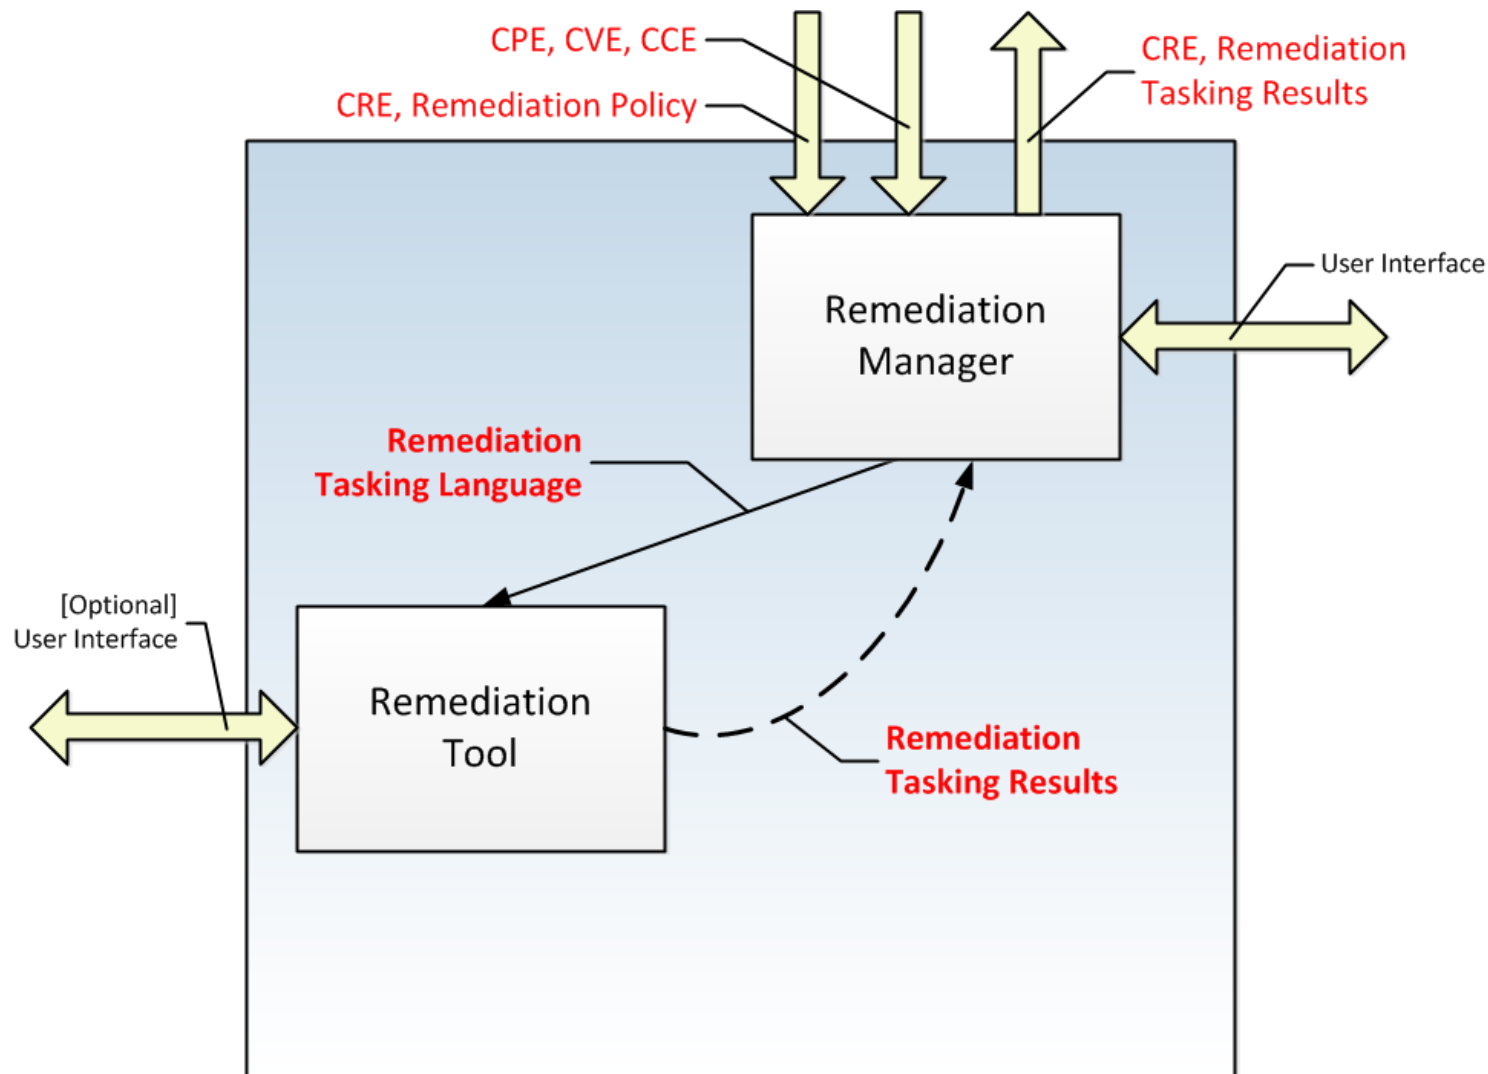 CPE, CVE, CCE
CRE, Remediation Policy
CRE, Remediation
Tasking Results
User Interface
Remediation
Manager
Remediation
Tasking Language
[Optional]
User Interface
Remediation
Tool
Remediation
Tasking Results